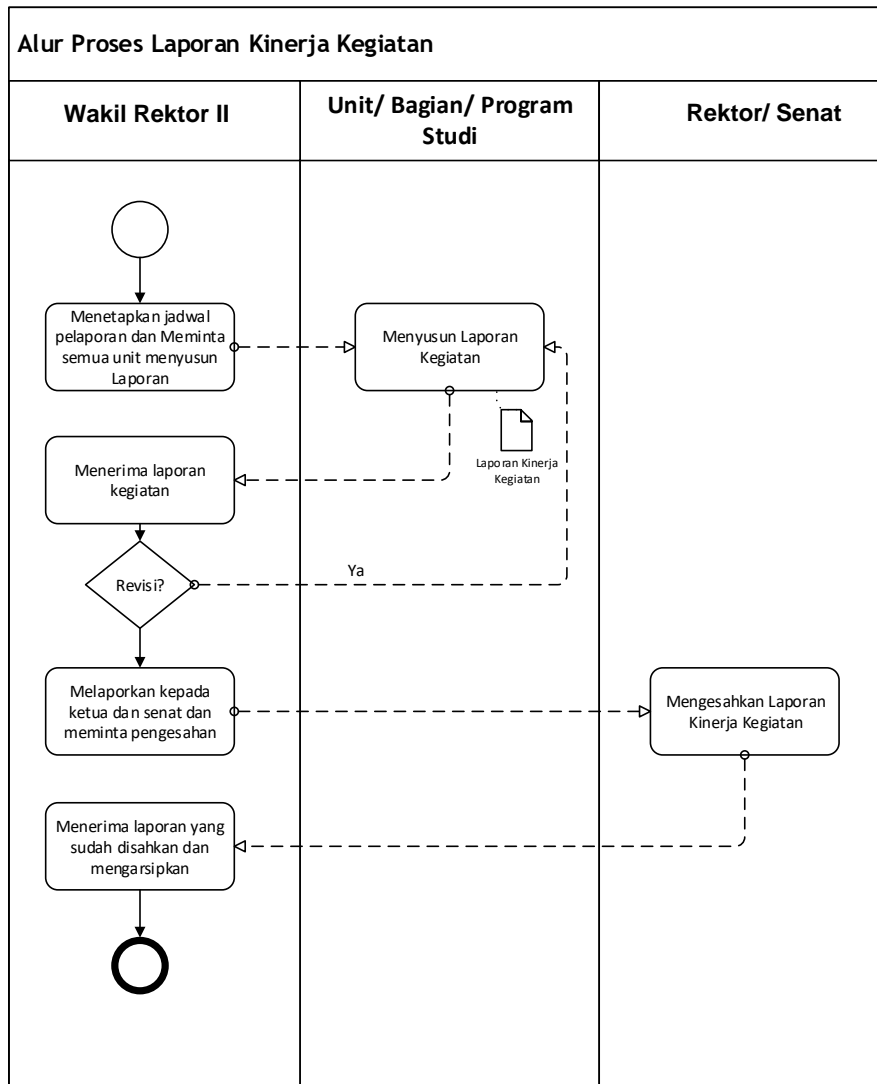 Alur Proses Laporan Kinerja Kegiatan
Wakil Rektor II
Unit/ Bagian/ Program
Studi
Rektor/ Senat
Menetapkan jadwal
pelaporan dan Meminta
semua unit menyusun
Laporan
Menyusun Laporan
Kegiatan
Laporan Kinerja
Kegiatan
Menerima laporan
kegiatan
Revisi?
Ya
Melaporkan kepada
ketua dan senat dan
meminta pengesahan
Mengesahkan Laporan
Kinerja Kegiatan
Menerima laporan yang
sudah disahkan dan
mengarsipkan